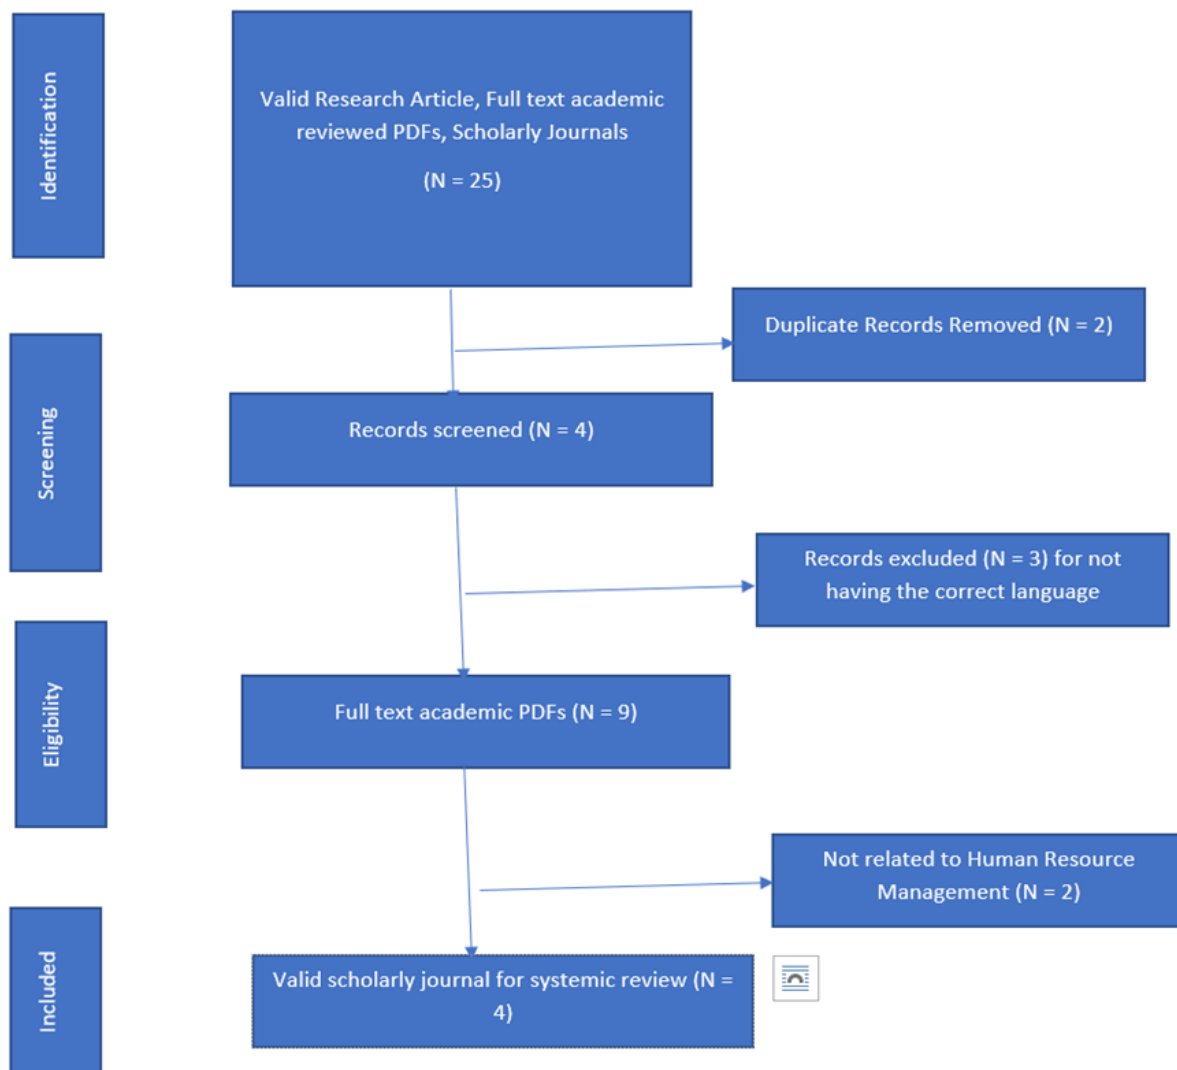 Identification
Valid Research Article, Full text academic
reviewed PDFs, Scholarly Journals
(N = 25)
Duplicate Records Removed (N = 2)
Screening
Records screened (N = 4)
Records excluded (N = 3) for not
having the correct language
Eligibility
Full text academic PDFs (N = 9)
Not related to Human Resource
Management (N = 2)
Included
Valid scholarly journal for systemic review (N =
4)